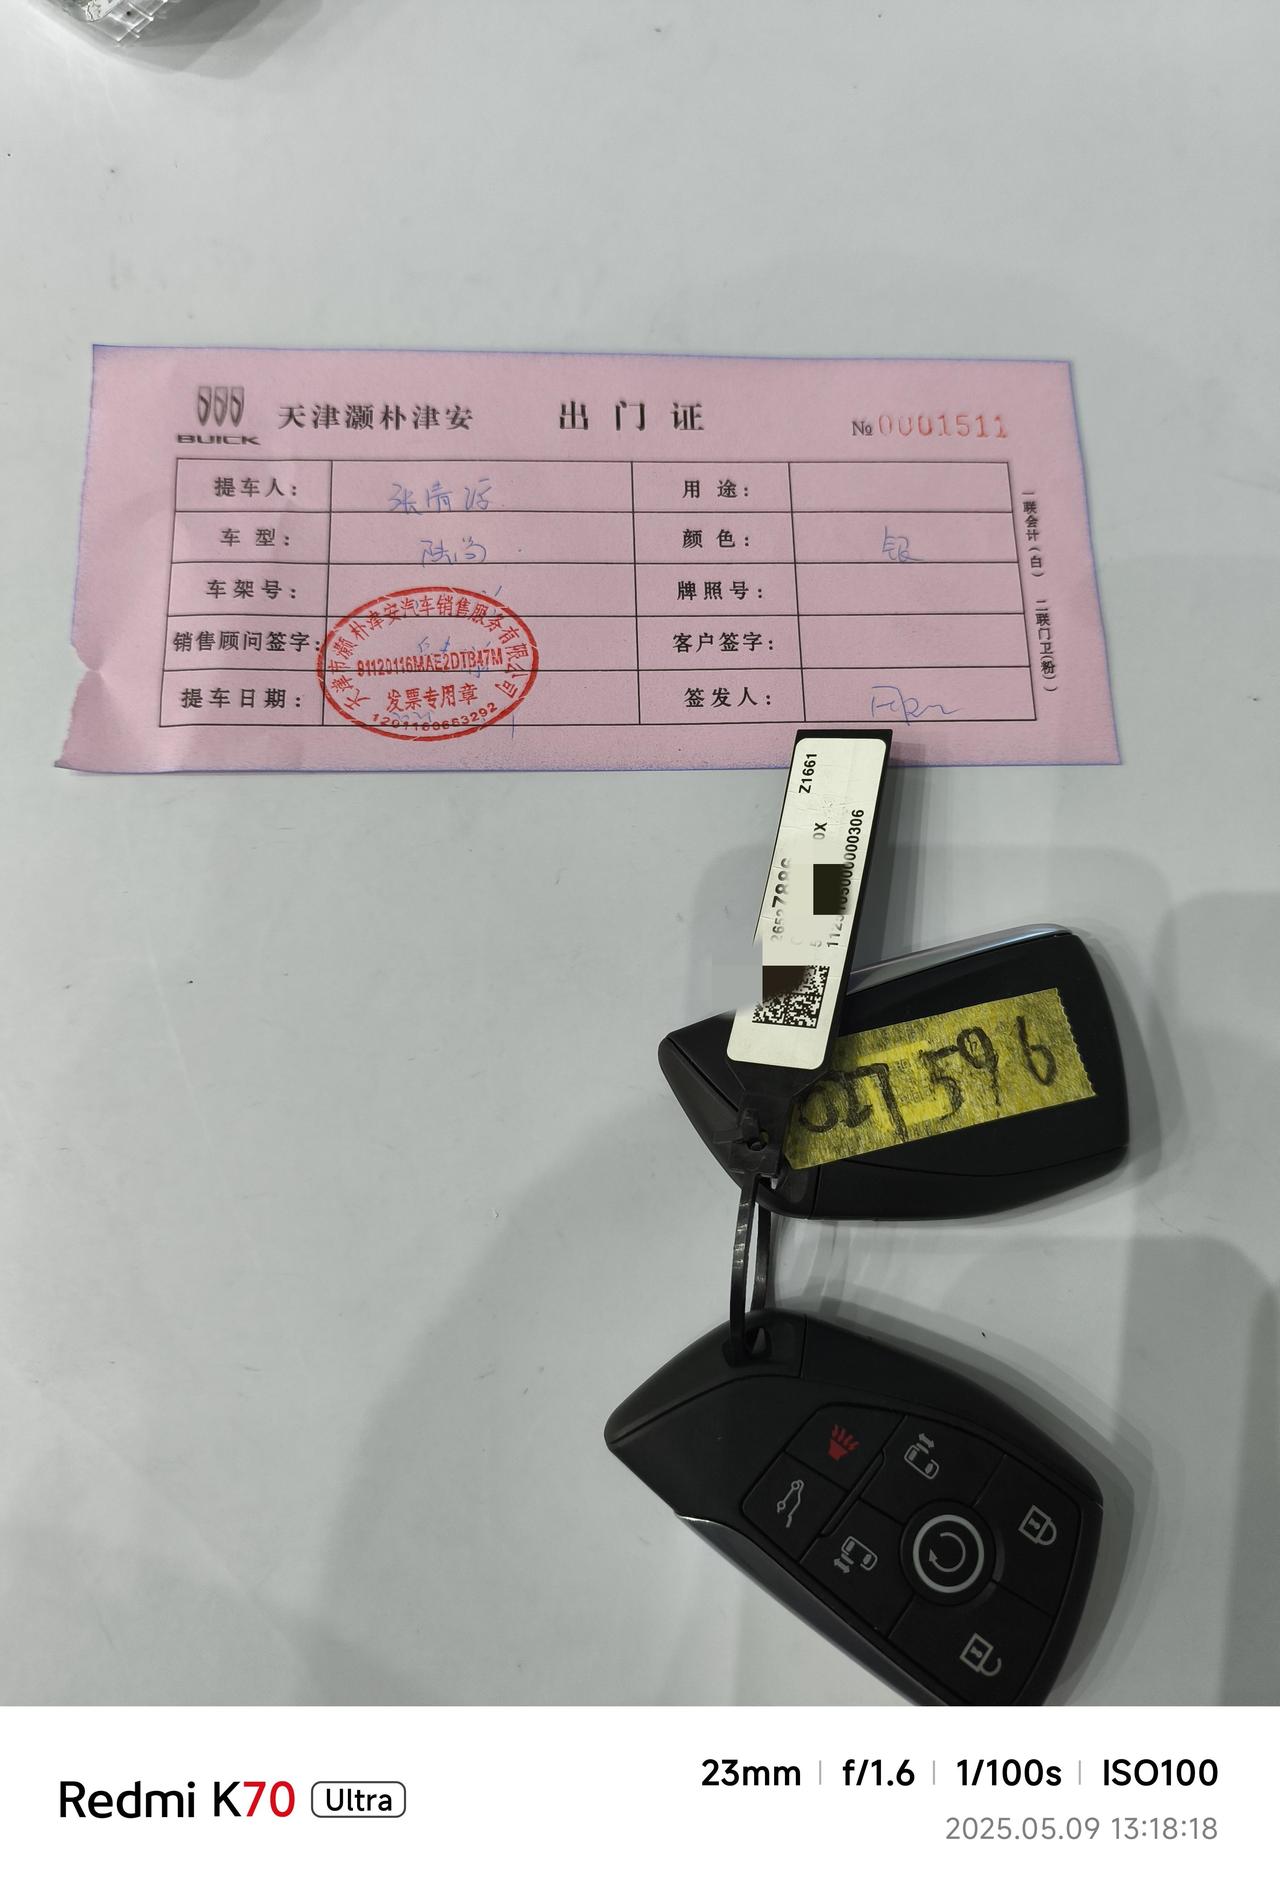 BUICK 天津灏朴津安 出门证 № 0001511
提车人： 张清源 用途：
车型： 陆尚 颜色： 银
车架号： 牌照号：
销售顾问签字： 客户签字：
提车日期： 签发人：
一联会计（白） 二联门卫（粉）
天津市灏朴津安汽车销售服务有限公司
91120116MAE2DTB47M
发票专用章
Z1661
0X
017596
Redmi K70 Ultra
23mm | f/1.6 | 1/100s | ISO100
2025.05.09 13:18:18